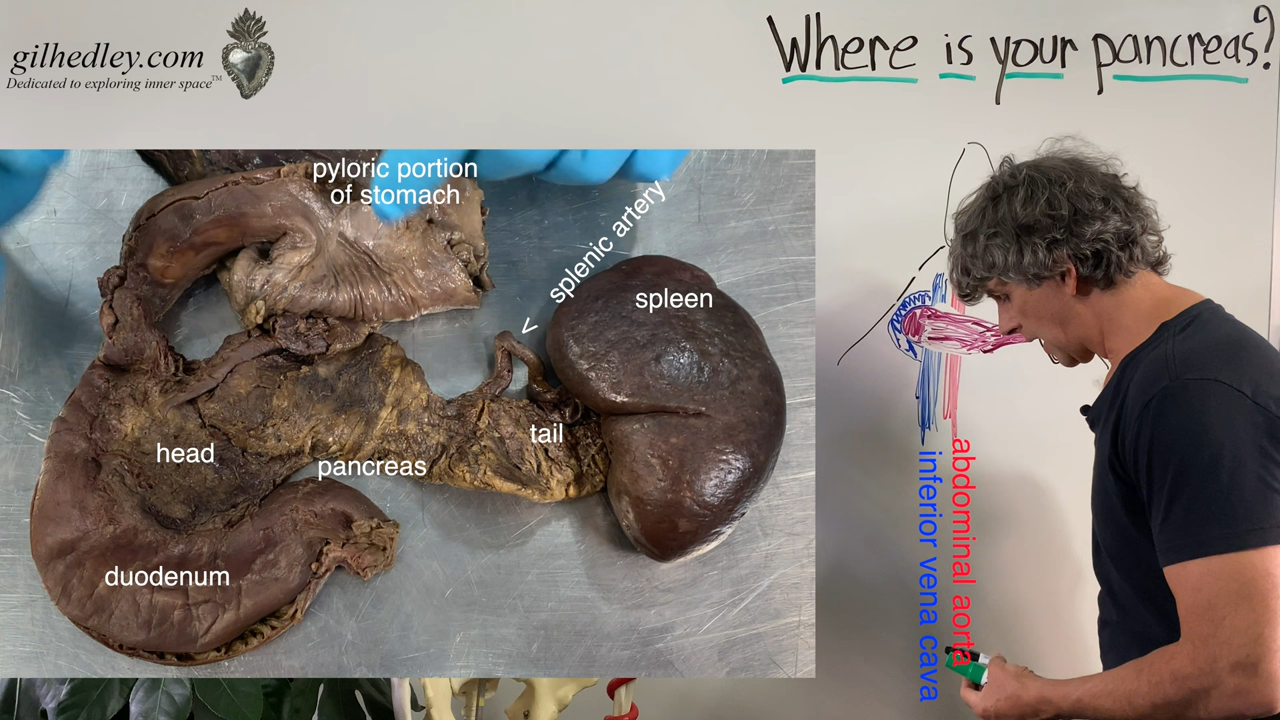 gilhedley.com
Dedicated to exploring inner space™
Where is your pancreas?
pyloric portion
of stomach
splenic artery
<
spleen
tail
head
pancreas
duodenum
abdominal aorta
inferior vena cava